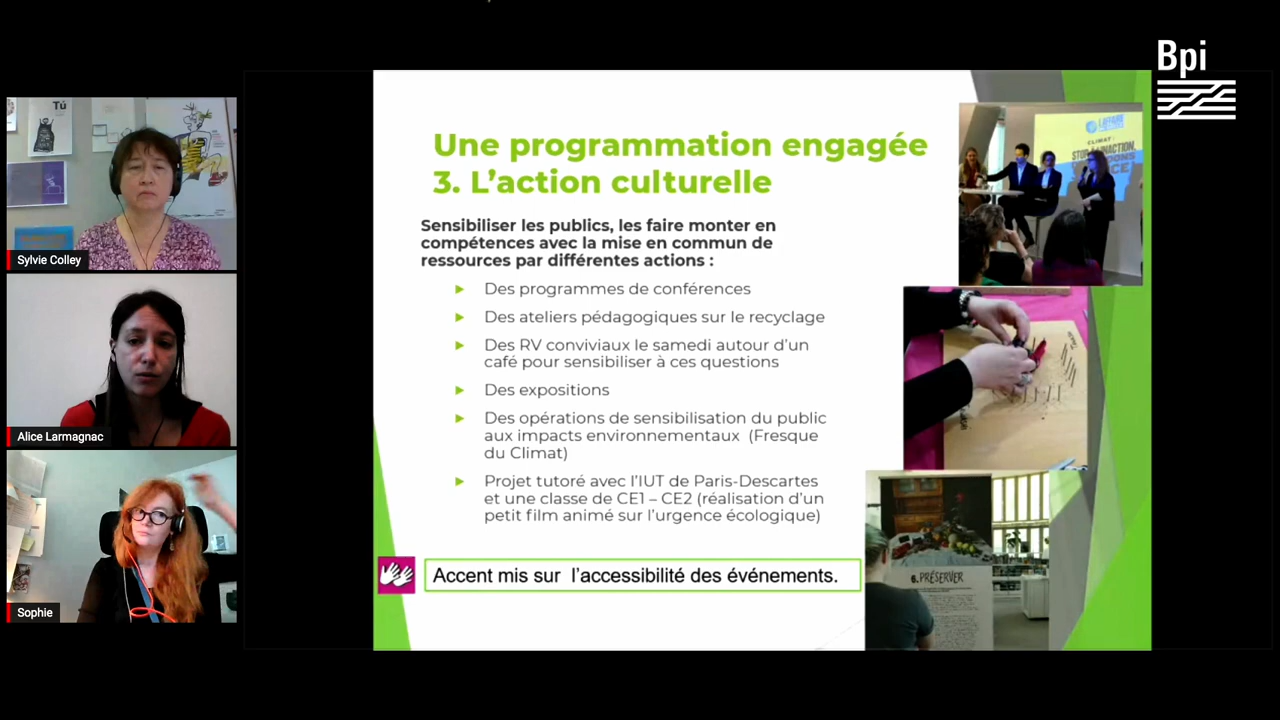 Bpi
Tú
Sylvie Colley
Alice Larmagnac
Sophie
Une programmation engagée
3. L'action culturelle
Sensibiliser les publics, les faire monter en
compétences avec la mise en commun de
ressources par différentes actions :
► Des programmes de conférences
► Des ateliers pédagogiques sur le recyclage
► Des RV conviviaux le samedi autour d'un
café pour sensibiliser à ces questions
► Des expositions
► Des opérations de sensibilisation du public
aux impacts environnementaux (Fresque
du Climat)
► Projet tutoré avec l'IUT de Paris-Descartes
et une classe de CE1 – CE2 (réalisation d'un
petit film animé sur l'urgence écologique)
Accent mis sur l'accessibilité des événements.
CLIMAT :
6. PRÉSERVER